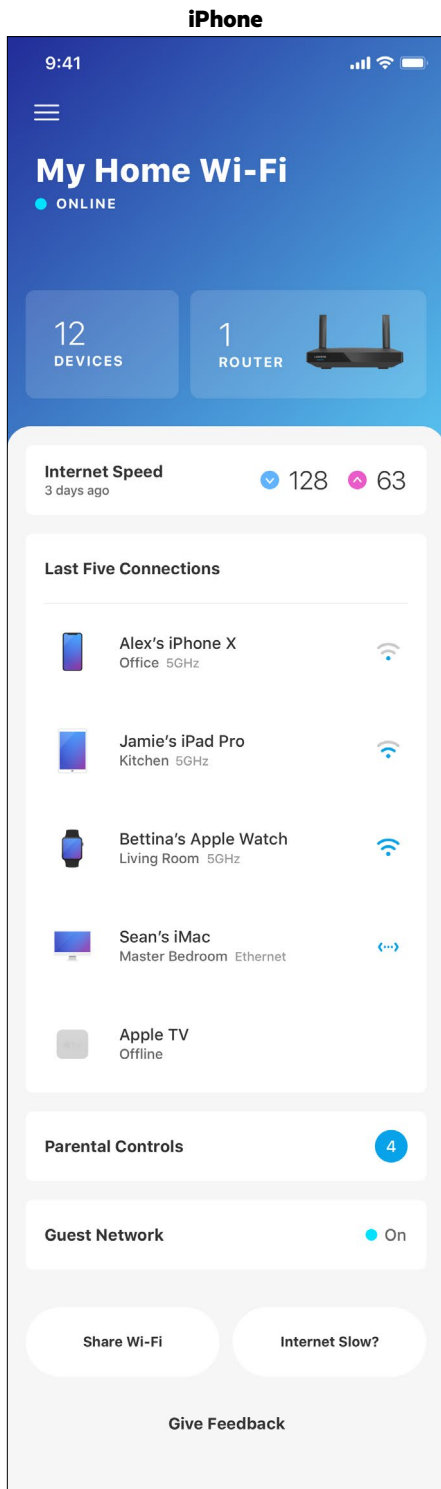 iPhone
9:41
My Home Wi-Fi
ONLINE
12
DEVICES
1
ROUTER
Internet Speed
3 days ago
128
63
Last Five Connections
Alex’s iPhone X
Office 5GHz
Jamie’s iPad Pro
Kitchen 5GHz
Bettina’s Apple Watch
Living Room 5GHz
Sean’s iMac
Master Bedroom Ethernet
Apple TV
Offline
Parental Controls
4
Guest Network
On
Share Wi-Fi
Internet Slow?
Give Feedback